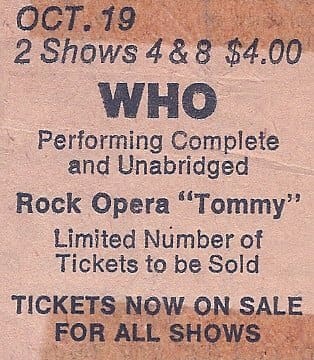 OCT. 19
2 Shows 4 & 8 $4.00
WHO
Performing Complete
and Unabridged
Rock Opera "Tommy"
Limited Number of
Tickets to be Sold
TICKETS NOW ON SALE
FOR ALL SHOWS